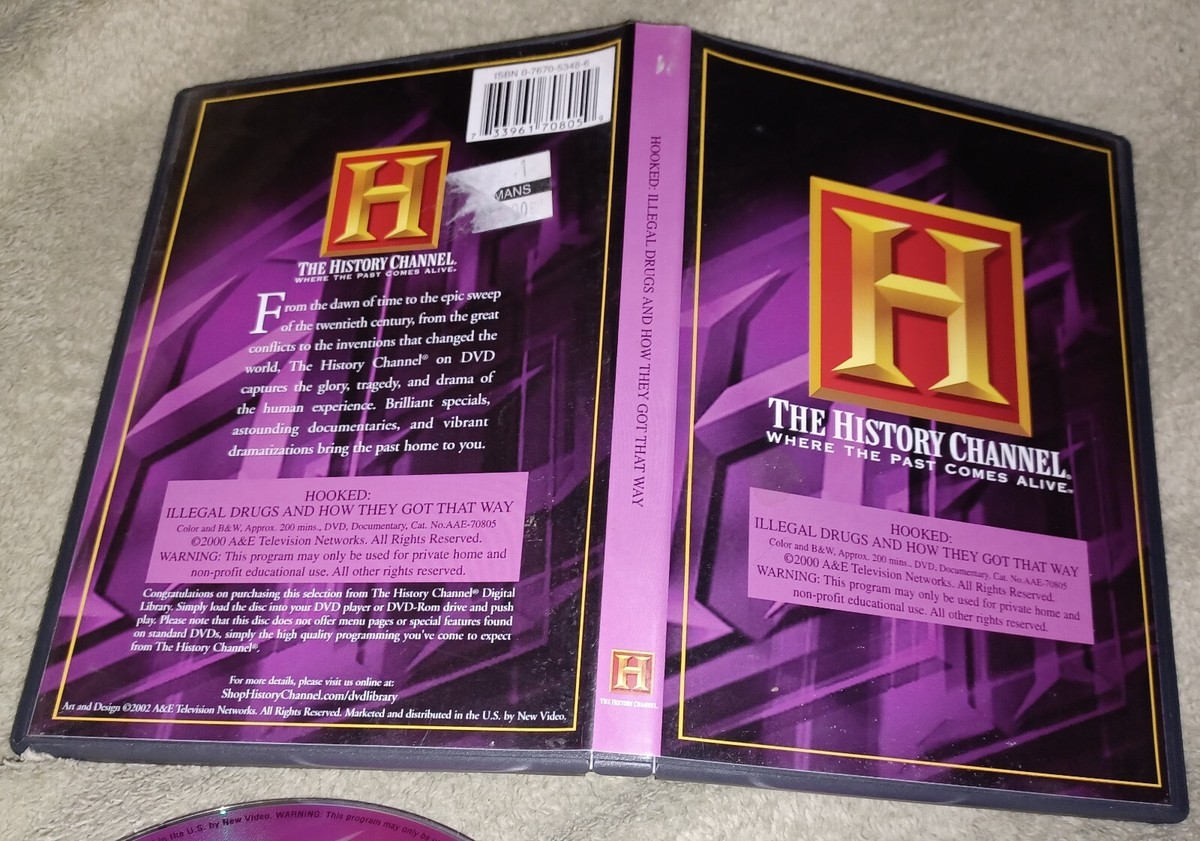 ISBN 0-7670-5348-6
7 33961 70805 9
MANS
H
THE HISTORY CHANNEL.
WHERE THE PAST COMES ALIVE.
From the dawn of time to the epic sweep
of the twentieth century, from the great
conflicts to the inventions that changed the
world, The History Channel® on DVD
captures the glory, tragedy, and drama of
the human experience. Brilliant specials,
astounding documentaries, and vibrant
dramatizations bring the past home to you.
HOOKED:
ILLEGAL DRUGS AND HOW THEY GOT THAT WAY
Color and B&W, Approx. 200 mins., DVD, Documentary, Cat. No.AAE-70805
©2000 A&E Television Networks. All Rights Reserved.
WARNING: This program may only be used for private home and
non-profit educational use. All other rights reserved.
Congratulations on purchasing this selection from The History Channel® Digital
Library. Simply load the disc into your DVD player or DVD-Rom drive and push
play. Please note that this disc does not offer menu pages or special features found
on standard DVDs, simply the high quality programming you've come to expect
from The History Channel®.
For more details, please visit us online at:
ShopHistoryChannel.com/dvdlibrary
Art and Design ©2002 A&E Television Networks. All Rights Reserved. Marketed and distributed in the U.S. by New Video.
HOOKED: ILLEGAL DRUGS AND HOW THEY GOT THAT WAY
H
THE HISTORY CHANNEL
H
THE HISTORY CHANNEL®
WHERE THE PAST COMES ALIVE.™
HOOKED:
ILLEGAL DRUGS AND HOW THEY GOT THAT WAY
Color and B&W, Approx. 200 mins., DVD, Documentary, Cat. No.AAE-70805
©2000 A&E Television Networks. All Rights Reserved.
WARNING: This program may only be used for private home and
non-profit educational use. All other rights reserved.
in the U.S. by New Video. WARNING: This program may only be